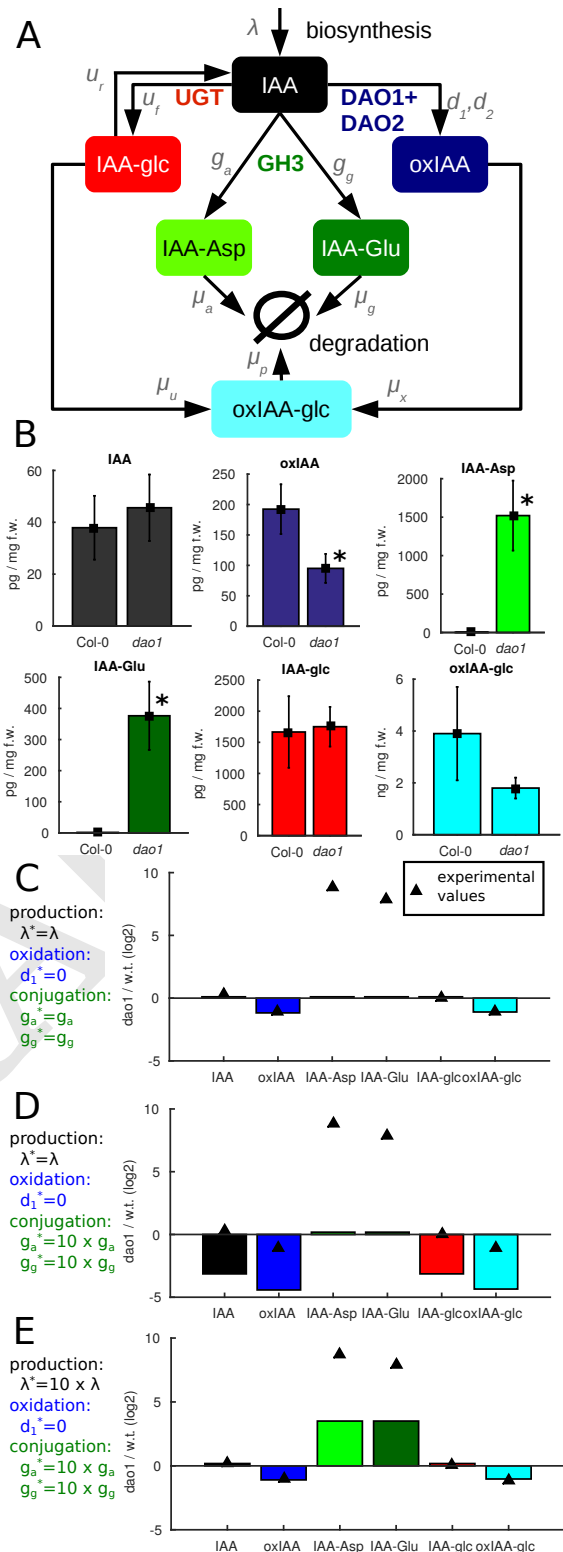 A
λ
biosynthesis
u_r
u_f
UGT
IAA
DAO1+
DAO2
d_1,d_2
IAA-glc
g_a
GH3
g_g
oxIAA
IAA-Asp
IAA-Glu
μ_a
μ_g
degradation
μ_p
μ_u
oxIAA-glc
μ_x
B
IAA
pg / mg f.w.
60
40
20
0
Col-0
dao1
oxIAA
pg / mg f.w.
250
200
150
100
50
0
*
Col-0
dao1
IAA-Asp
pg / mg f.w.
2000
1500
1000
500
0
*
Col-0
dao1
IAA-Glu
pg / mg f.w.
500
400
300
200
100
0
*
Col-0
dao1
IAA-glc
pg / mg f.w.
2500
2000
1500
1000
500
0
Col-0
dao1
oxIAA-glc
ng / mg f.w.
6
4
2
0
Col-0
dao1
C
production:
λ*=λ
oxidation:
d_1*=0
conjugation:
g_a*=g_a
g_g*=g_g
dao1 / w.t. (log2)
10
5
0
-5
experimental
values
IAA oxIAA IAA-Asp IAA-Glu IAA-glc oxIAA-glc
D
production:
λ*=λ
oxidation:
d_1*=0
conjugation:
g_a*=10 x g_a
g_g*=10 x g_g
dao1 / w.t. (log2)
10
5
0
-5
IAA oxIAA IAA-Asp IAA-Glu IAA-glc oxIAA-glc
E
production:
λ*=10 x λ
oxidation:
d_1*=0
conjugation:
g_a*=10 x g_a
g_g*=10 x g_g
dao1 / w.t. (log2)
10
5
0
-5
IAA oxIAA IAA-Asp IAA-Glu IAA-glc oxIAA-glc